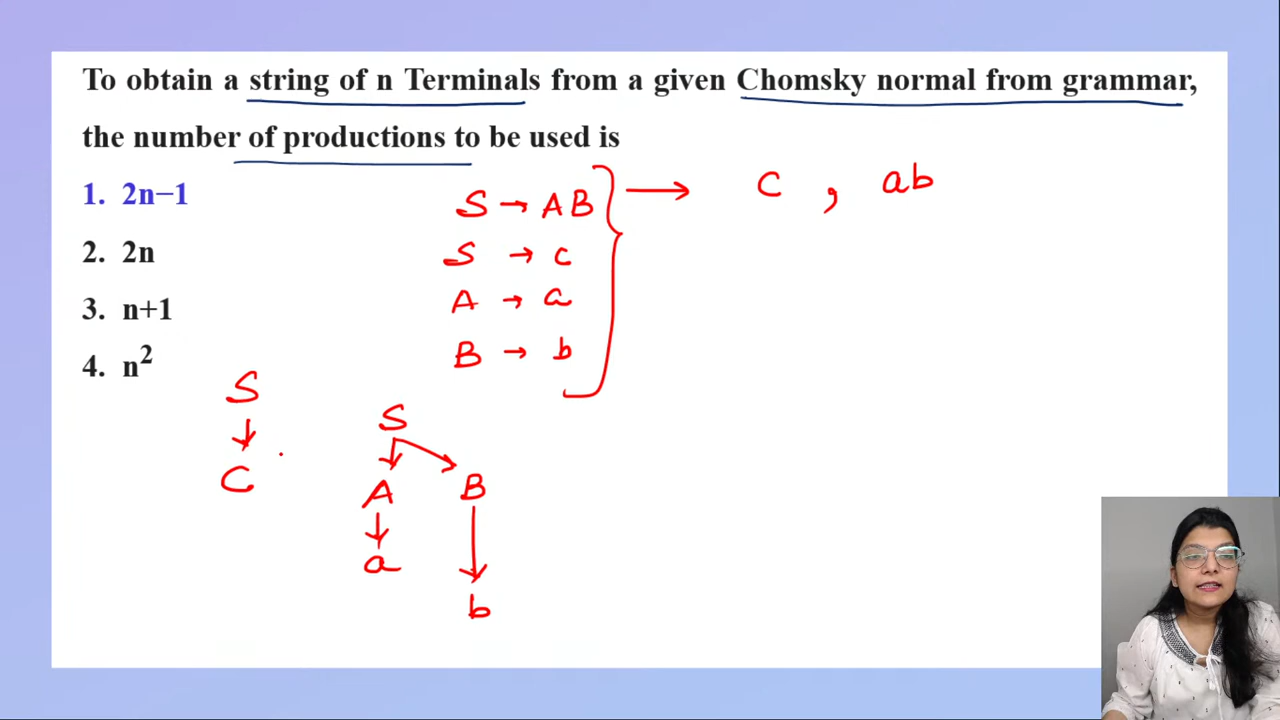 To obtain a string of n Terminals from a given Chomsky normal from grammar,
the number of productions to be used is
1. 2n−1
2. 2n
3. n+1
4. n²
S → AB
S → c
A → a
B → b
→ C , ab
S
↓
C
S
A B
↓
a
b